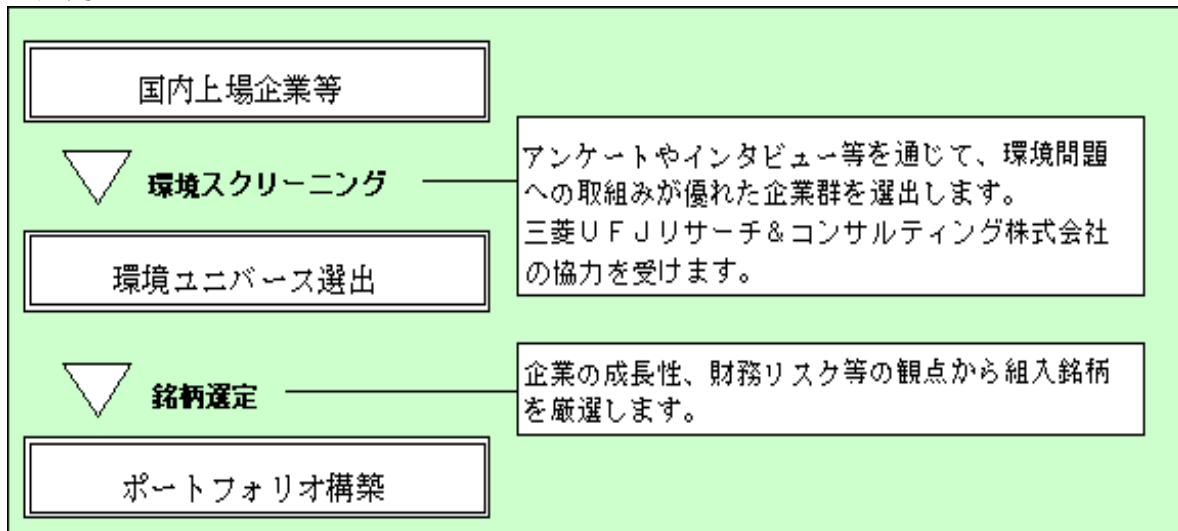 国内上場企業等
環境スクリーニング
アンケートやインタビュー等を通じて、環境問題
への取組みが優れた企業群を選出します。
三菱UFJリサーチ&コンサルティング株式会社
の協力を受けます。
環境ユニバース選出
銘柄選定
企業の成長性、財務リスク等の観点から組入銘柄
を厳選します。
ポートフォリオ構築